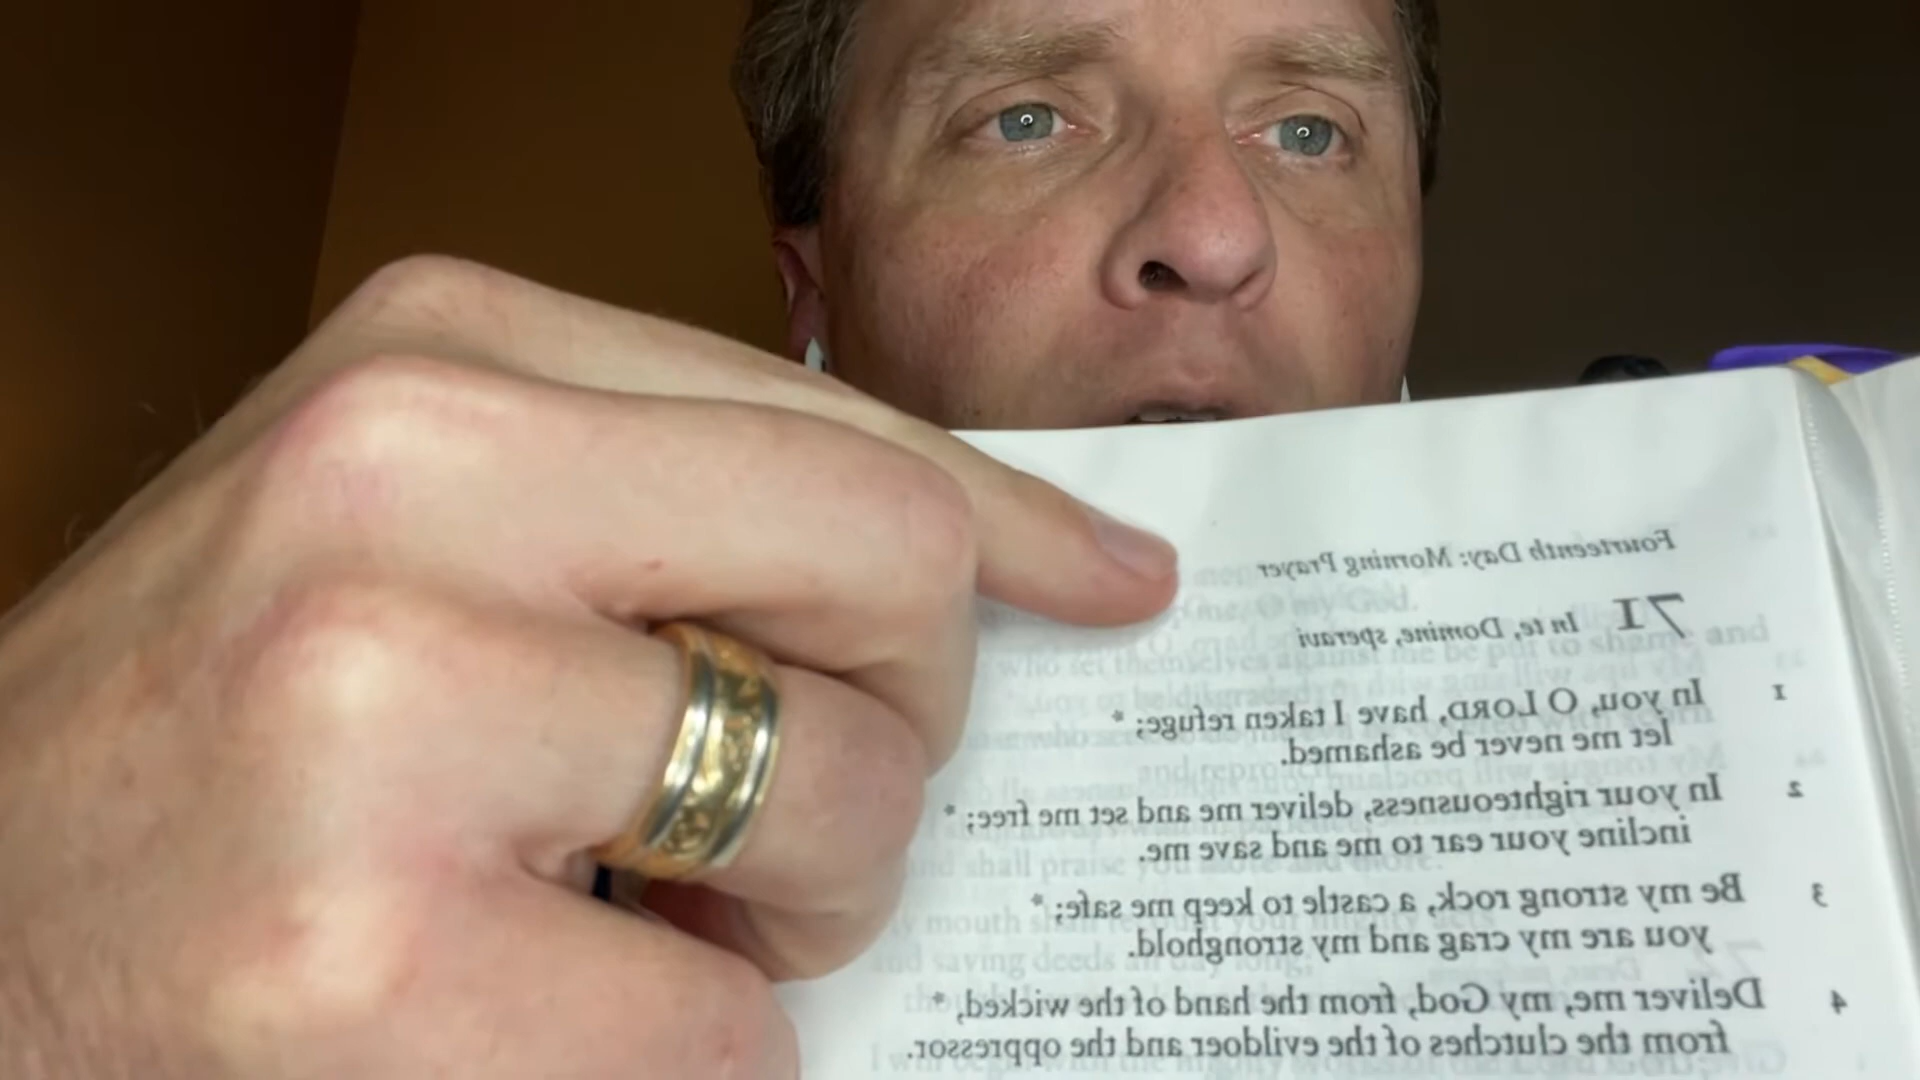 Fourteenth Day: Morning Prayer
71 In te, Domine, speravi
1 In you, O LORD, have I taken refuge; *
let me never be ashamed.
2 In your righteousness, deliver me and set me free; *
incline your ear to me and save me.
3 Be my strong rock, a castle to keep me safe; *
you are my crag and my stronghold.
4 Deliver me, my God, from the hand of the wicked, *
from the clutches of the evildoer and the oppressor.